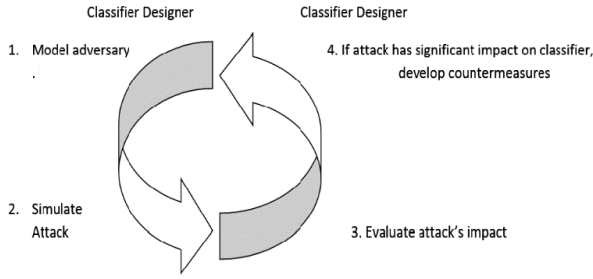 Classifier Designer Classifier Designer
1. Model adversary
.
4. If attack has significant impact on classifier,
develop countermeasures
2. Simulate
Attack
3. Evaluate attack's impact